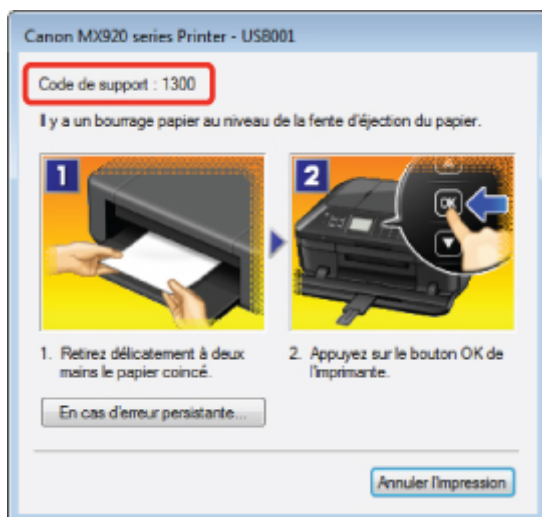 Canon MX920 series Printer - USB001
Code de support : 1300
Il y a un bourrage papier au niveau de la fente d'éjection du papier.
1
2
OK
1. Retirez délicatement à deux
mains le papier coincé.
2. Appuyez sur le bouton OK de
l'imprimante.
En cas d'erreur persistante...
Annuler l'impression